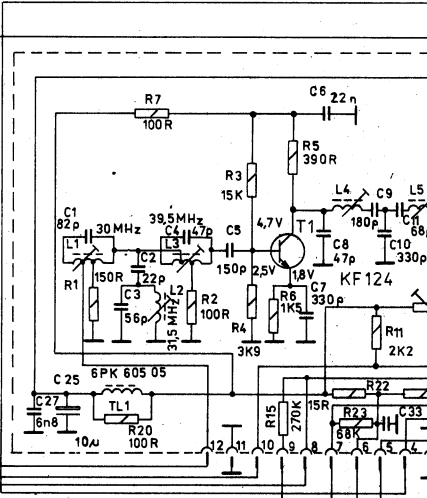 C6
22n
R7
100R
R5
390R
R3
15K
L4
C9
L5
C1
82p
30MHz
39,5MHz
C4
47p
C5
4,7V
T1
180p
C11
68p
L1
L3
C8
47p
C10
330p
C2
22p
150p
2,5V
1,8V
KF124
R1
150R
C3
56p
L2
31,5MHz
R2
100R
R4
3K9
R6
1K5
C7
330p
R11
2K2
6PK 605 05
C27
6n8
C25
10µ
TL1
R20
100R
R15
270K
15R
R22
R23
68K
C33
12
11
10
9
8
7
6
5
4